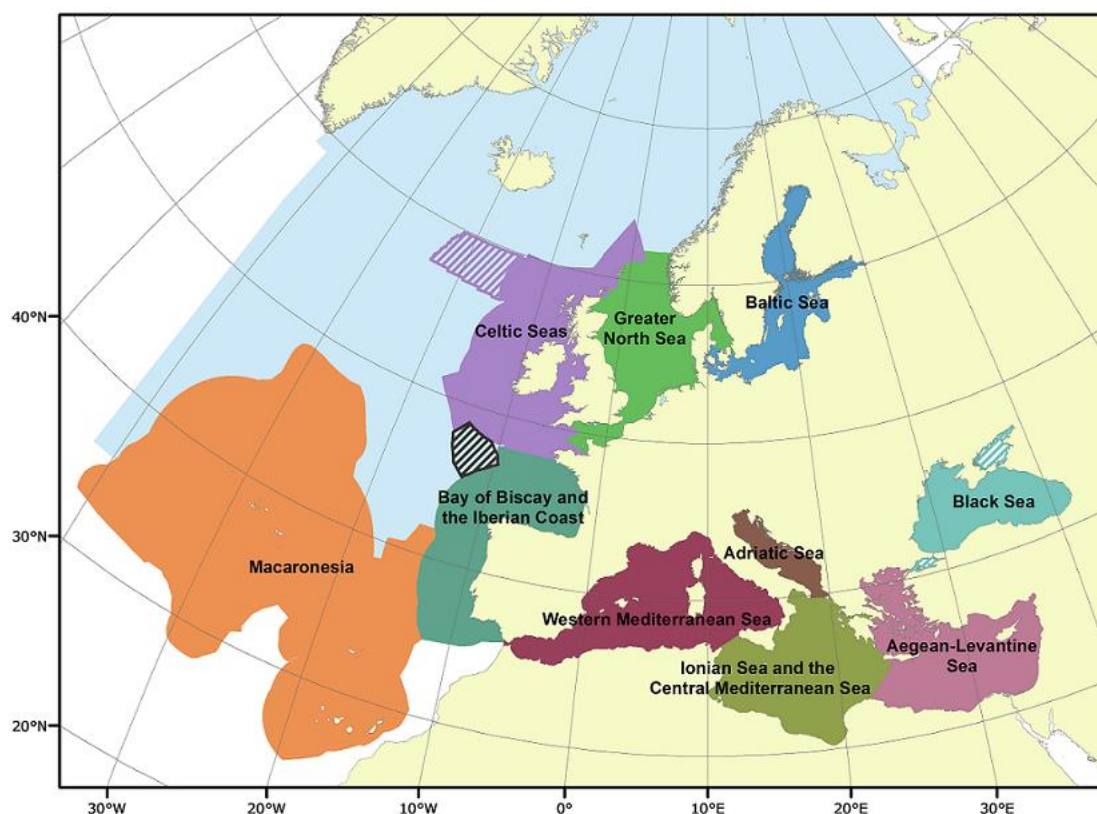 Celtic Seas
Greater
North Sea
Baltic Sea
40°N
Bay of Biscay and
the Iberian Coast
Black Sea
30°N
Macaronesia
Adriatic Sea
Western Mediterranean Sea
Ionian Sea and the
Central Mediterranean Sea
Aegean-Levantine
Sea
20°N
30°W
20°W
10°W
0°
10°E
20°E
30°E